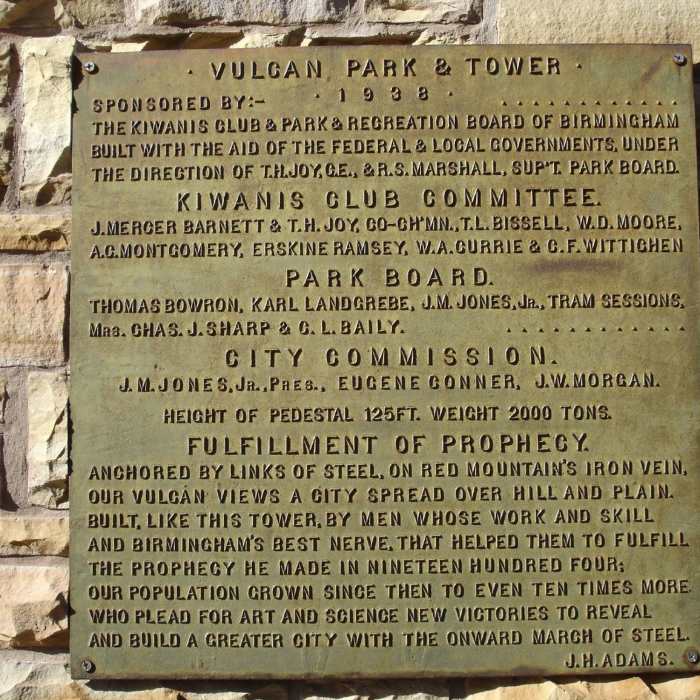 · VULCAN PARK & TOWER ·
· 1938 ·
SPONSORED BY:-
THE KIWANIS CLUB & PARK & RECREATION BOARD OF BIRMINGHAM
BUILT WITH THE AID OF THE FEDERAL & LOCAL GOVERNMENTS, UNDER
THE DIRECTION OF T.H. JOY, C.E., & R.S. MARSHALL, SUP'T. PARK BOARD.
KIWANIS CLUB COMMITTEE.
J. MERCER BARNETT & T.H. JOY, CO-CH'MN., T.L. BISSELL, W.D. MOORE,
A.C. MONTGOMERY, ERSKINE RAMSEY, W.A. CURRIE & C.F. WITTICHEN
PARK BOARD.
THOMAS BOWRON, KARL LANDGREBE, J.M. JONES, JR., TRAM SESSIONS,
MRS. CHAS. J. SHARP & C.L. BAILY.
CITY COMMISSION.
J.M. JONES, JR., PRES., EUGENE CONNER, J.W. MORGAN.
HEIGHT OF PEDESTAL 125FT. WEIGHT 2000 TONS.
FULFILLMENT OF PROPHECY.
ANCHORED BY LINKS OF STEEL, ON RED MOUNTAIN'S IRON VEIN,
OUR VULCAN VIEWS A CITY SPREAD OVER HILL AND PLAIN.
BUILT, LIKE THIS TOWER, BY MEN WHOSE WORK AND SKILL
AND BIRMINGHAM'S BEST NERVE, THAT HELPED THEM TO FULFILL
THE PROPHECY HE MADE IN NINETEEN HUNDRED FOUR;
OUR POPULATION GROWN SINCE THEN TO EVEN TEN TIMES MORE
WHO PLEAD FOR ART AND SCIENCE NEW VICTORIES TO REVEAL
AND BUILD A GREATER CITY WITH THE ONWARD MARCH OF STEEL.
J.H. ADAMS.